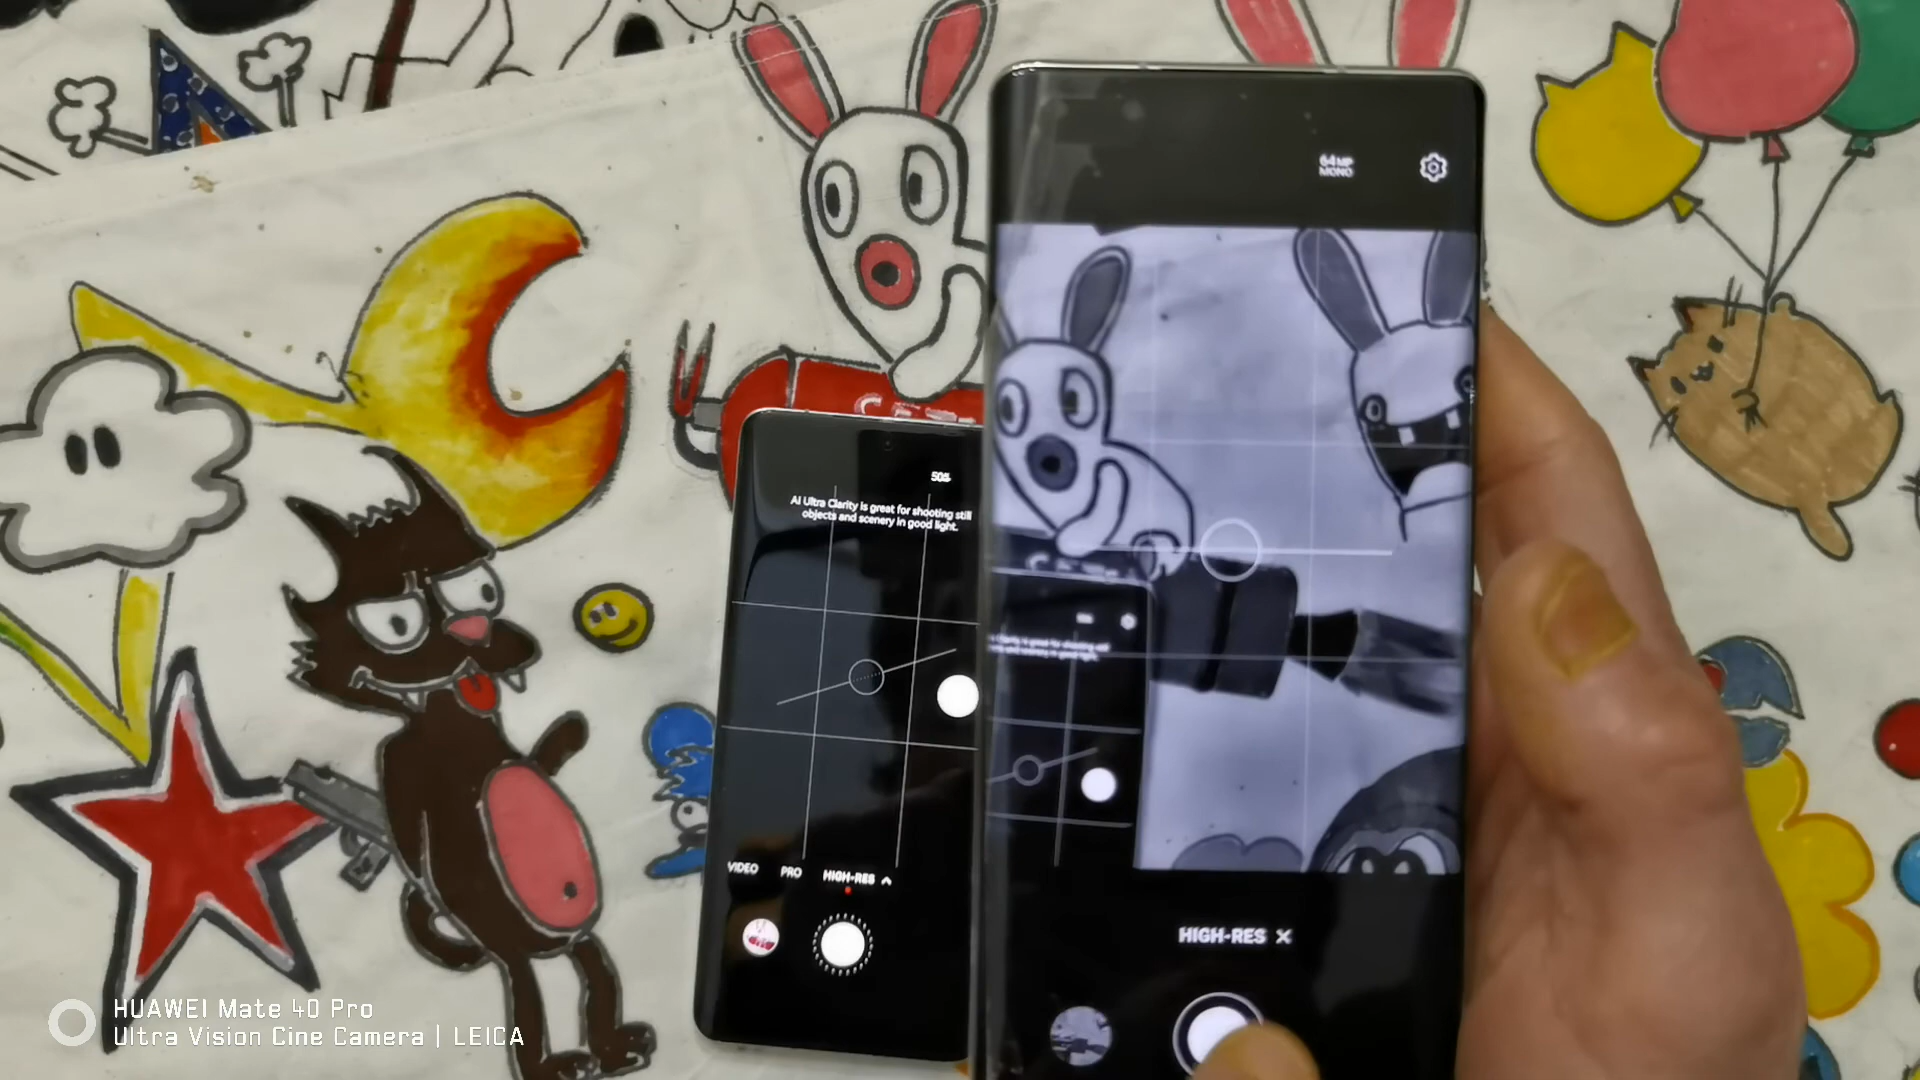 64MP
MONO
50
AI Ultra Clarity is great for shooting still
objects and scenery in good light.
VIDEO PRO HIGH-RES
HIGH-RES X
HUAWEI Mate 40 Pro
Ultra Vision Cine Camera | LEICA